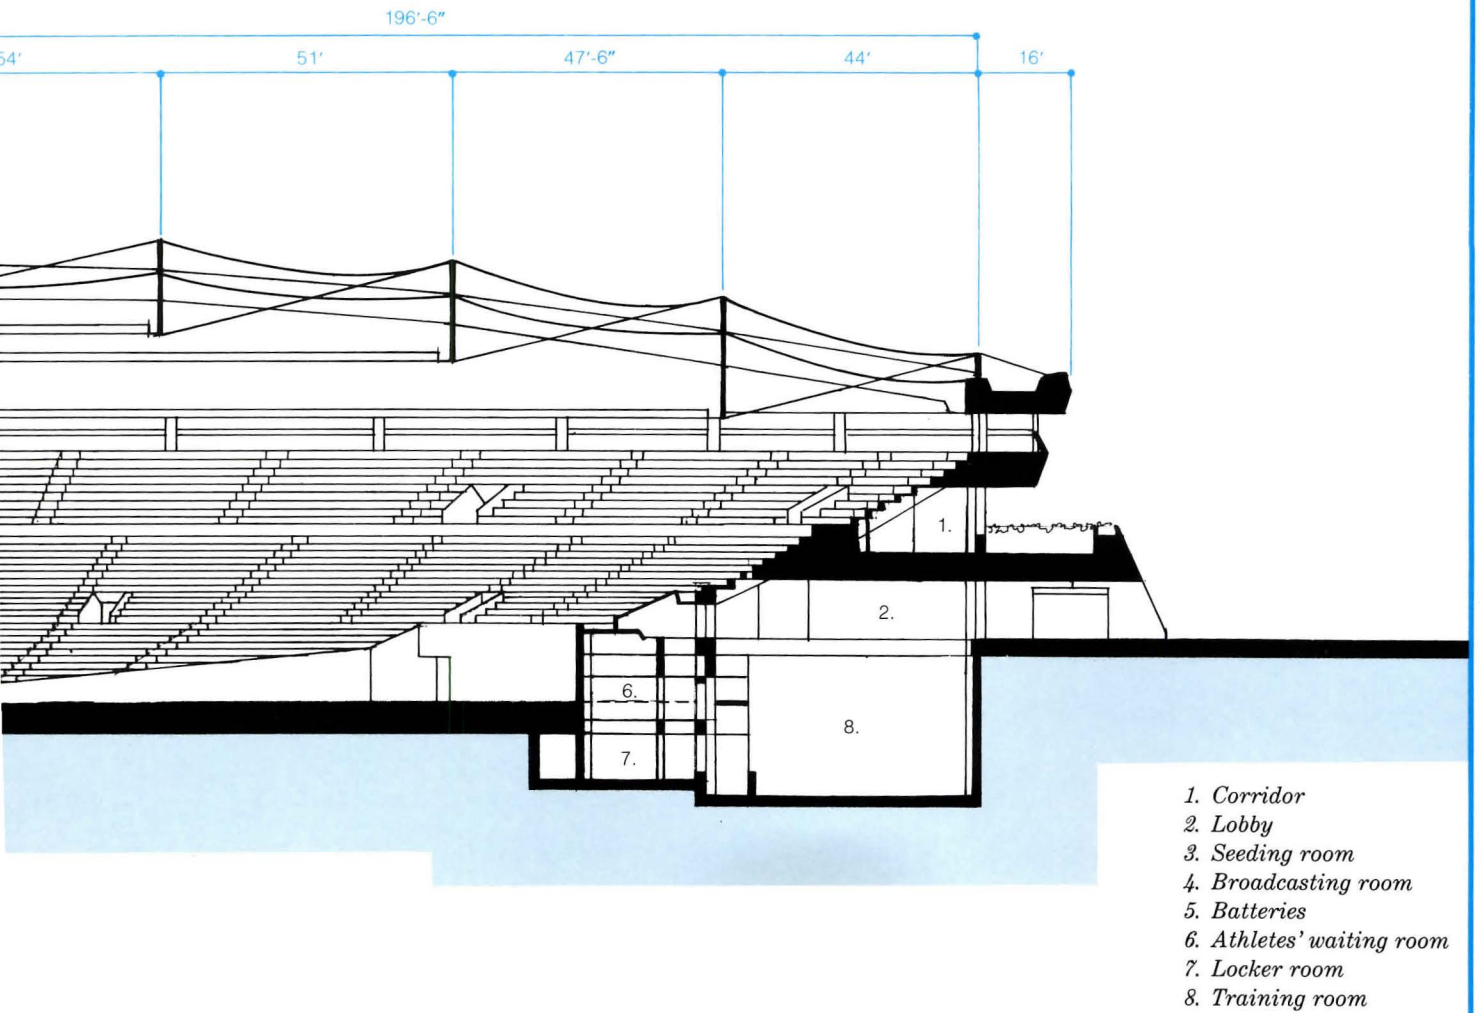 196′-6″
54′ 51′ 47′-6″ 44′ 16′
1.
2.
6.
7.
8.
1. Corridor
2. Lobby
3. Seeding room
4. Broadcasting room
5. Batteries
6. Athletes’ waiting room
7. Locker room
8. Training room